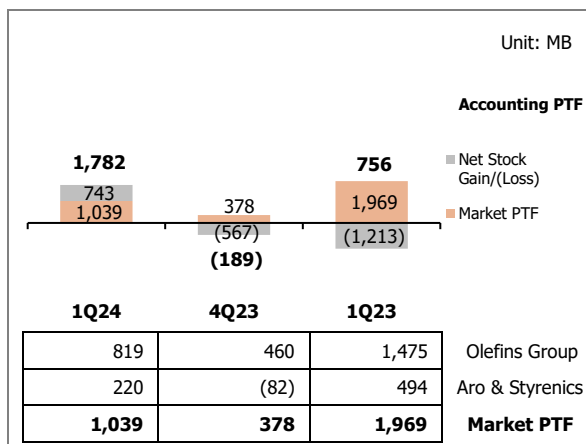 Unit: MB
Accounting PTF
1,782
756
743
378
Net Stock
Gain/(Loss)
1,039
1,969
Market PTF
(567)
(1,213)
(189)
1Q24 4Q23 1Q23
819 460 1,475 Olefins Group
220 (82) 494 Aro & Styrenics
1,039 378 1,969 Market PTF